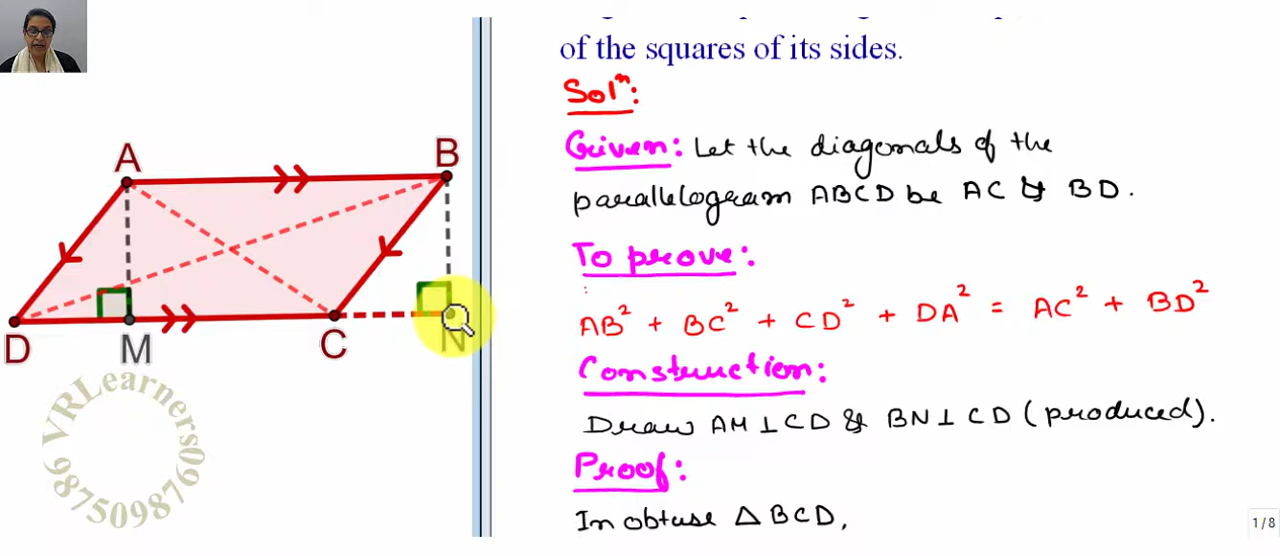 of the squares of its sides.
Solⁿ:
Given: Let the diagonals of the
parallelogram ABCD be AC & BD.
To prove:
AB² + BC² + CD² + DA² = AC² + BD²
Construction:
Draw AM ⊥ CD & BN ⊥ CD (produced).
Proof:
In obtuse △ BCD,
A
B
D
M
C
N
VRLearners
9875098760
1/8